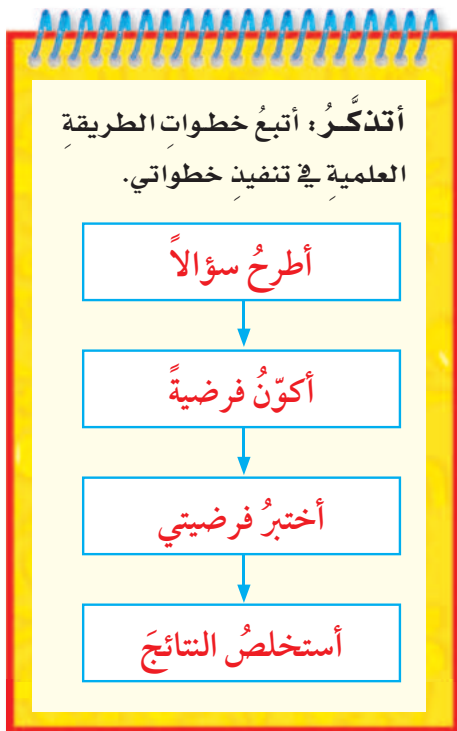 أتذكَّرُ: أتبعُ خطواتِ الطريقةِ
العلميةِ في تنفيذِ خطواتي.
أطرحُ سؤالاً
أكوّنُ فرضيةً
أختبرُ فرضيتي
أستخلصُ النتائجَ